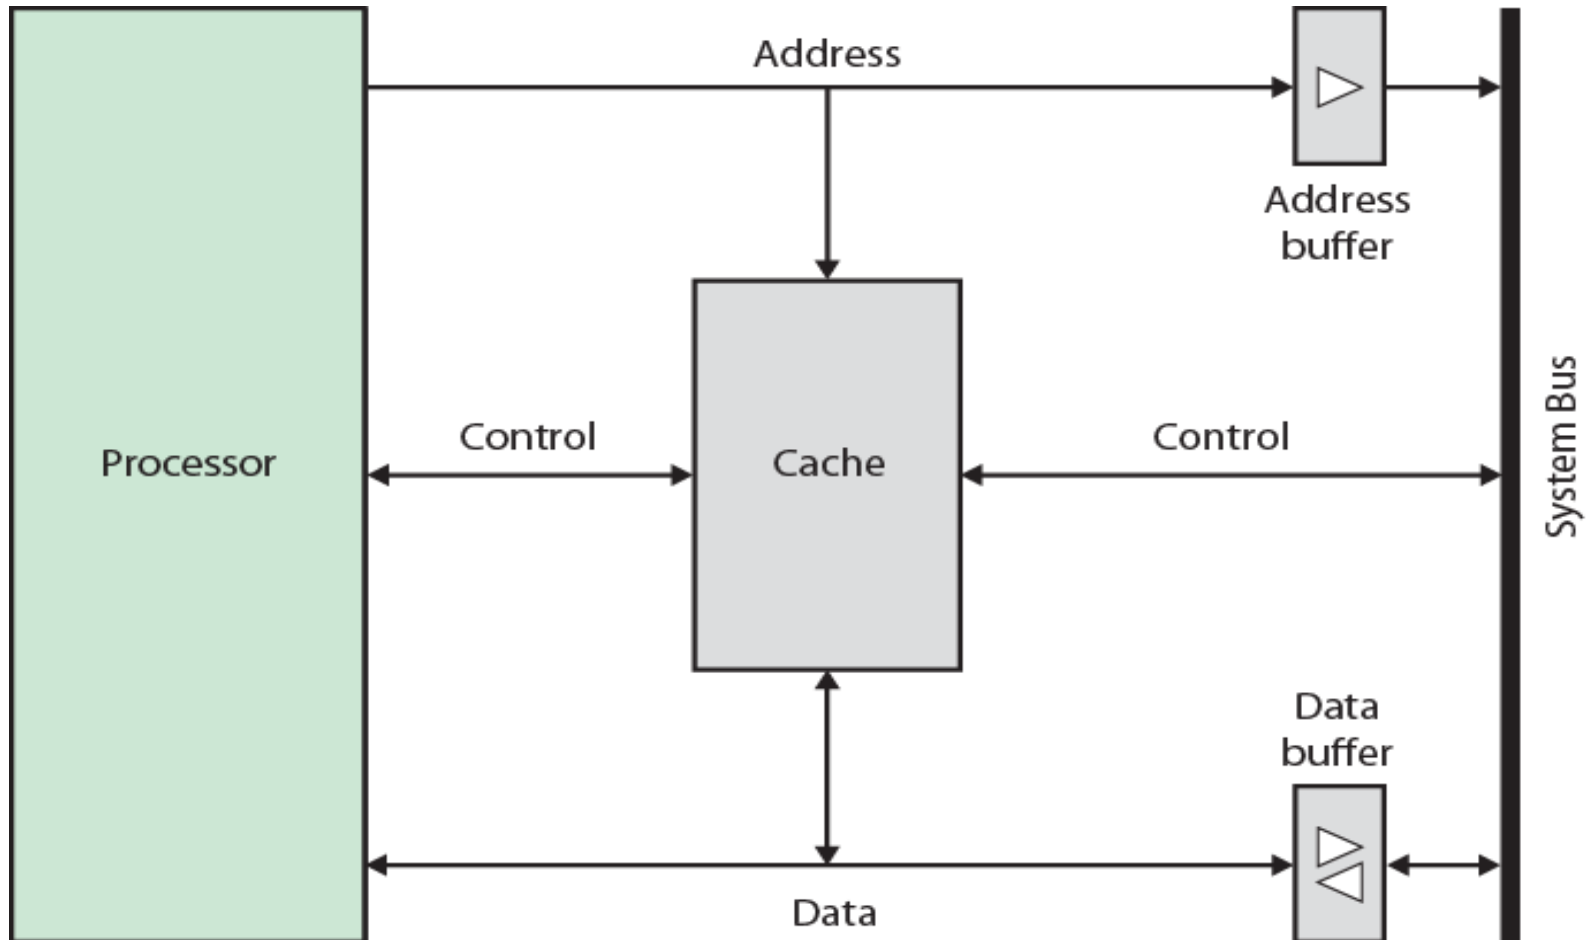 Address
Address
buffer
Processor
Control
Cache
Control
System Bus
Data
buffer
Data